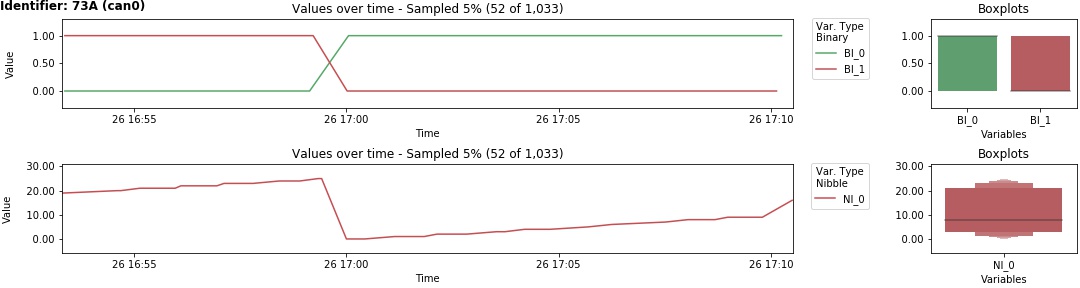 Identifier: 73A (can0)
Values over time - Sampled 5% (52 of 1,033)
Boxplots
Value
1.00
0.50
0.00
26 16:55
26 17:00
26 17:05
26 17:10
Time
Var. Type
Binary
BI_0
BI_1
1.00
0.50
0.00
BI_0
BI_1
Variables
Values over time - Sampled 5% (52 of 1,033)
Boxplots
Value
30.00
20.00
10.00
0.00
26 16:55
26 17:00
26 17:05
26 17:10
Time
Var. Type
Nibble
NI_0
30.00
20.00
10.00
0.00
NI_0
Variables